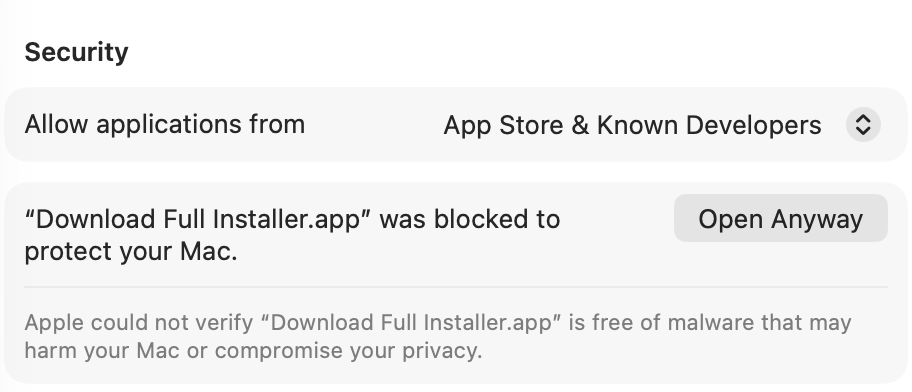 Security
Allow applications from App Store & Known Developers
“Download Full Installer.app” was blocked to
protect your Mac.
Open Anyway
Apple could not verify “Download Full Installer.app” is free of malware that may
harm your Mac or compromise your privacy.